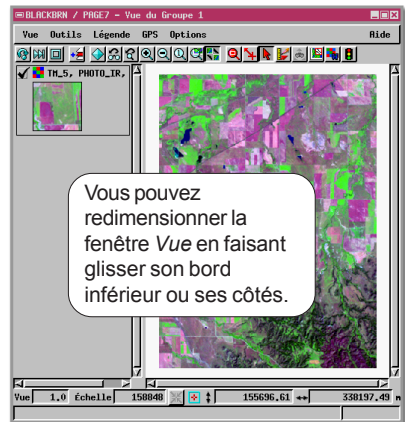 BLACKBRN / PAGE7 - Vue du Groupe 1
Vue Outils Légende GPS Options Aide
TM_5, PHOTO_IR,
Vous pouvez
redimensionner la
fenêtre Vue en faisant
glisser son bord
inférieur ou ses côtés.
Vue 1.0 Échelle 158848 155696.61 338197.49 m